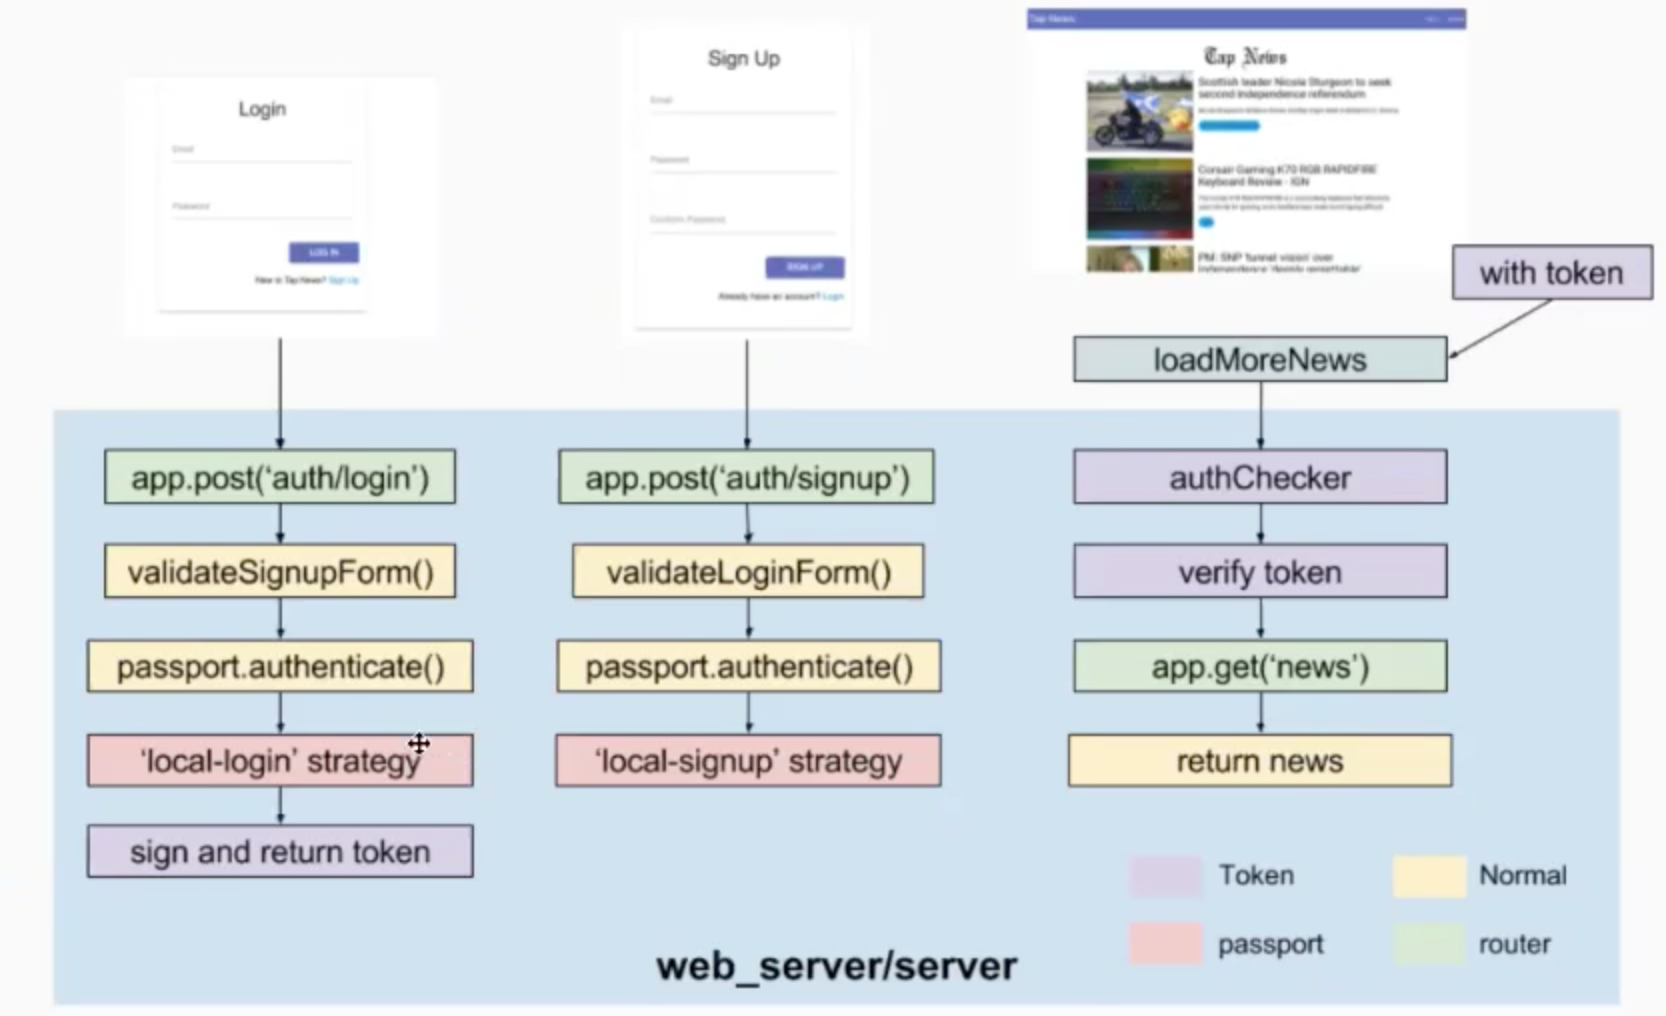 Login
Email
Password
LOG IN
New to Tap News? Sign Up
Sign Up
Email
Password
Confirm Password
SIGN UP
Already have an account? Login
Tap News
Tap News
Scottish leader Nicola Sturgeon to seek
second independence referendum
Corsair Gaming K70 RGB RAPIDFIRE
Keyboard Review - IGN
PM: SNP 'tunnel vision' over
with token
loadMoreNews
app.post(‘auth/login’)
validateSignupForm()
passport.authenticate()
‘local-login’ strategy
sign and return token
app.post(‘auth/signup’)
validateLoginForm()
passport.authenticate()
‘local-signup’ strategy
authChecker
verify token
app.get(‘news’)
return news
Token
Normal
passport
router
web_server/server